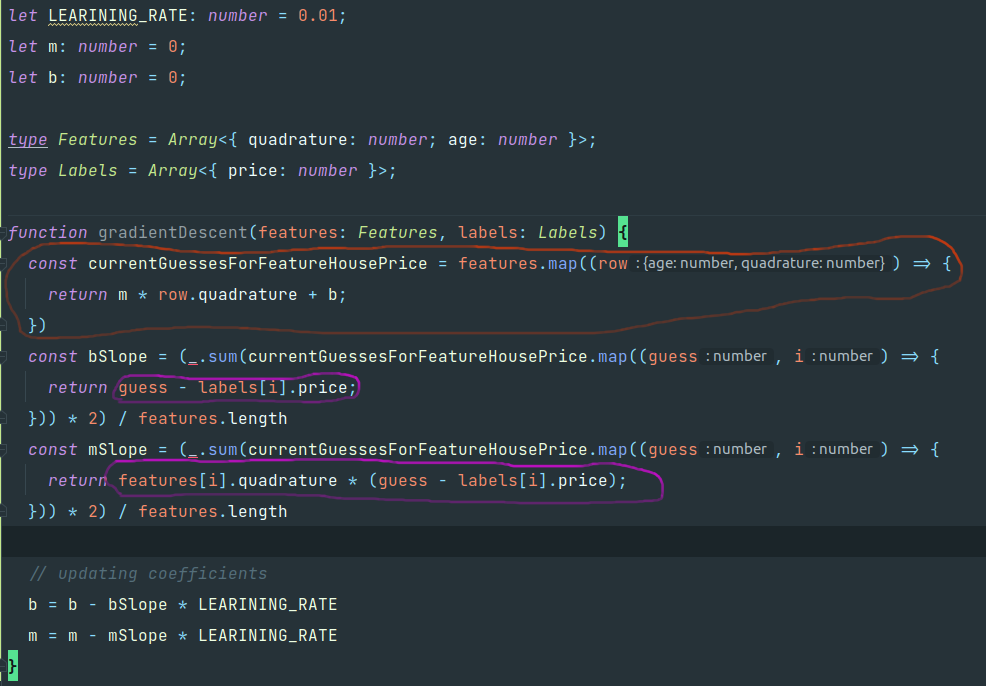 let LEARINING_RATE: number = 0.01;
let m: number = 0;
let b: number = 0;
type Features = Array<{ quadrature: number; age: number }>;
type Labels = Array<{ price: number }>;
function gradientDescent(features: Features, labels: Labels) {
const currentGuessesForFeatureHousePrice = features.map((row : {age: number, quadrature: number} ) => {
return m * row.quadrature + b;
})
const bSlope = (_.sum(currentGuessesForFeatureHousePrice.map((guess : number , i : number ) => {
return guess - labels[i].price;
})) * 2) / features.length
const mSlope = (_.sum(currentGuessesForFeatureHousePrice.map((guess : number , i : number ) => {
return features[i].quadrature * (guess - labels[i].price);
})) * 2) / features.length
// updating coefficients
b = b - bSlope * LEARINING_RATE
m = m - mSlope * LEARINING_RATE
}